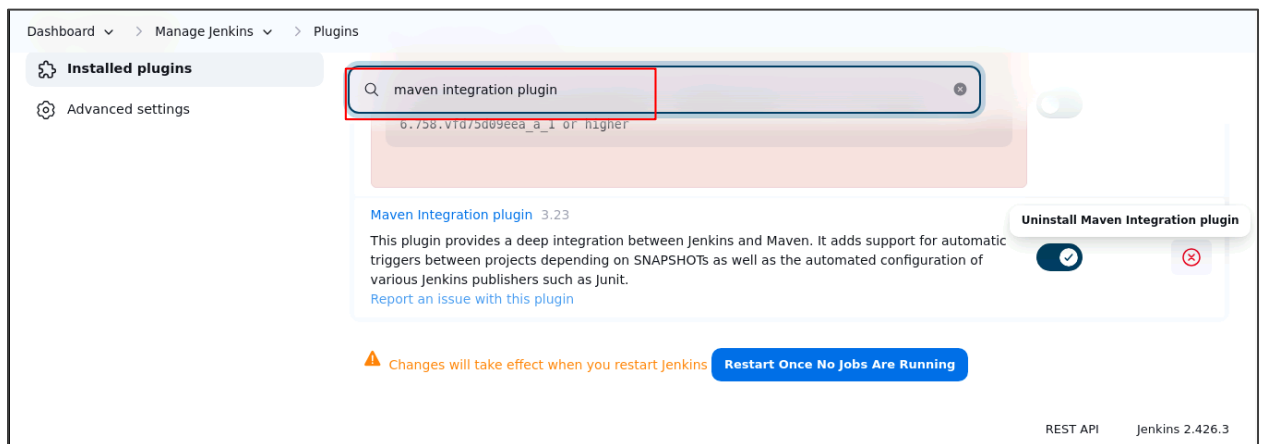 Dashboard Manage Jenkins Plugins
Installed plugins
Advanced settings
maven integration plugin
6.758.vfd75d09eea_a_1 or higher
Maven Integration plugin 3.23
Uninstall Maven Integration plugin
This plugin provides a deep integration between Jenkins and Maven. It adds support for automatic
triggers between projects depending on SNAPSHOTs as well as the automated configuration of
various Jenkins publishers such as Junit.
Report an issue with this plugin
Changes will take effect when you restart Jenkins Restart Once No Jobs Are Running
REST API Jenkins 2.426.3